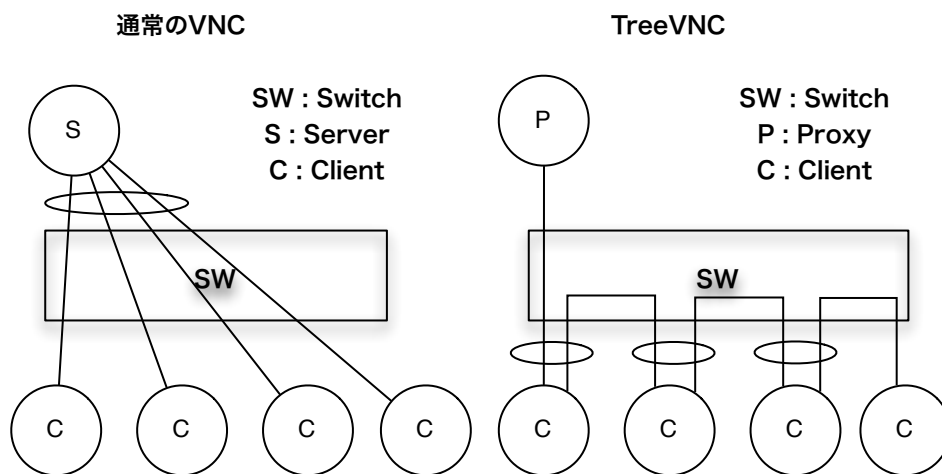 通常のVNC
SW : Switch
S : Server
C : Client
S
SW
C
C
C
C
TreeVNC
SW : Switch
P : Proxy
C : Client
P
SW
C
C
C
C